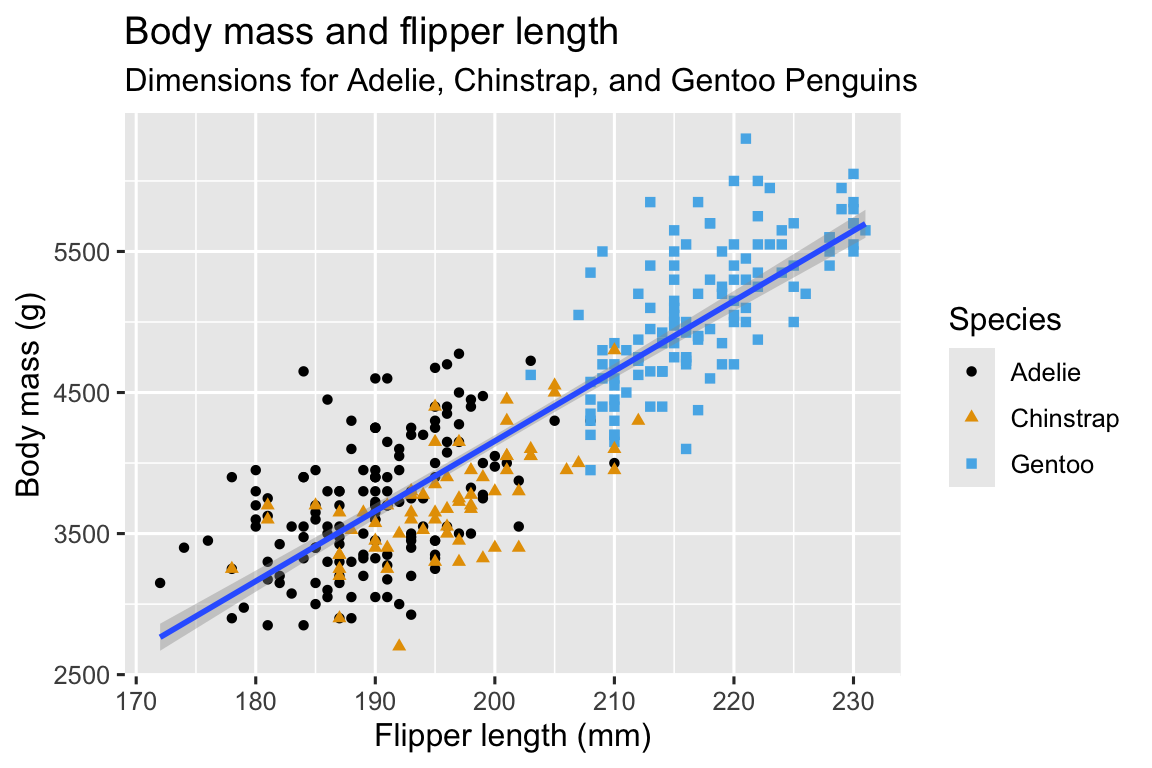 Body mass and flipper length
Dimensions for Adelie, Chinstrap, and Gentoo Penguins
Body mass (g)
5500
4500
3500
2500
170 180 190 200 210 220 230
Flipper length (mm)
Species
Adelie
Chinstrap
Gentoo